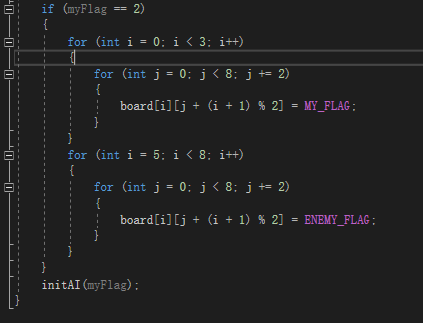 if (myFlag == 2)
{
for (int i = 0; i < 3; i++)
{
for (int j = 0; j < 8; j += 2)
{
board[i][j + (i + 1) % 2] = MY_FLAG;
}
}
for (int i = 5; i < 8; i++)
{
for (int j = 0; j < 8; j += 2)
{
board[i][j + (i + 1) % 2] = ENEMY_FLAG;
}
}
}
initAI(myFlag);
}